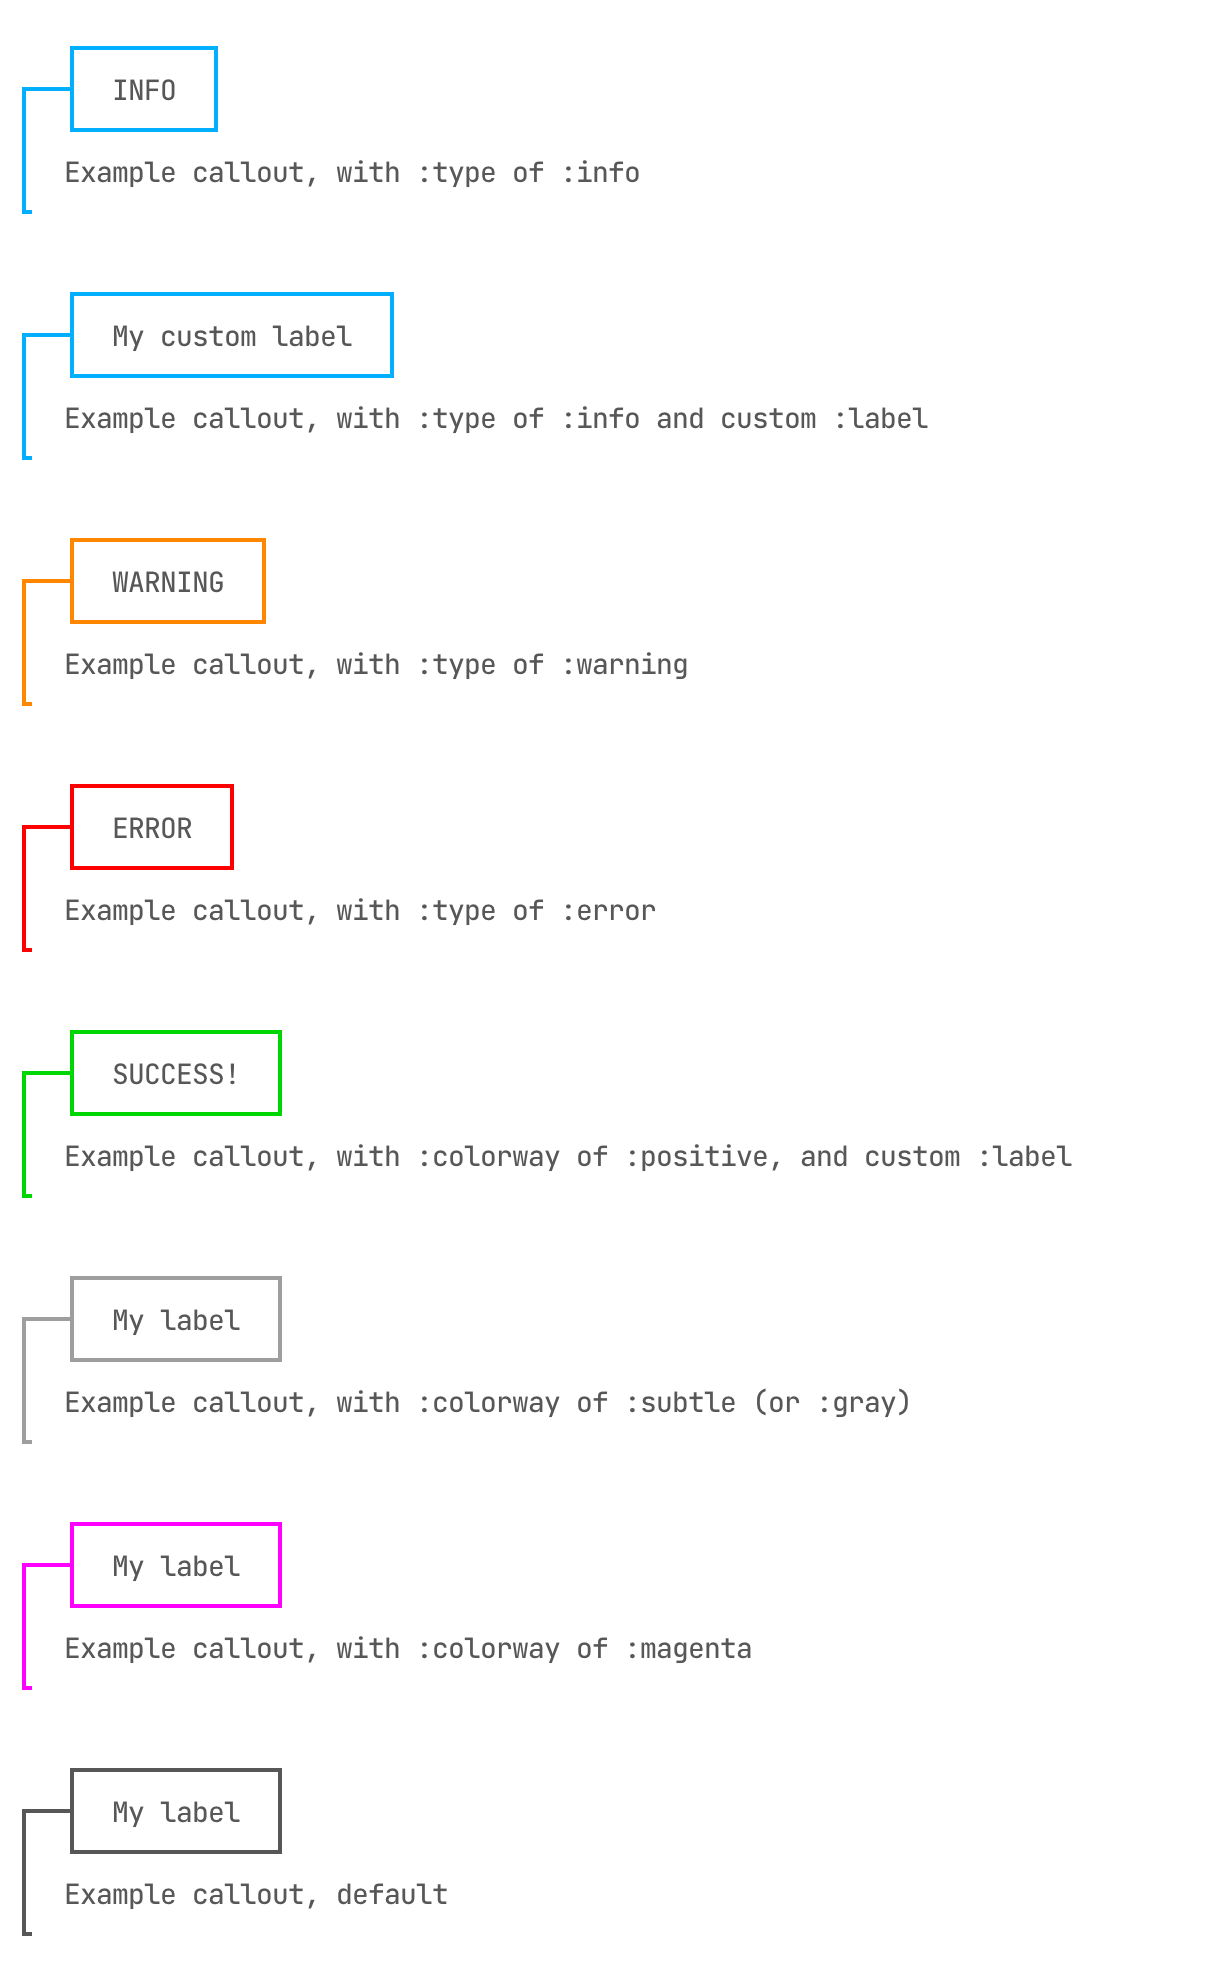 INFO
Example callout, with :type of :info
My custom label
Example callout, with :type of :info and custom :label
WARNING
Example callout, with :type of :warning
ERROR
Example callout, with :type of :error
SUCCESS!
Example callout, with :colorway of :positive, and custom :label
My label
Example callout, with :colorway of :subtle (or :gray)
My label
Example callout, with :colorway of :magenta
My label
Example callout, default